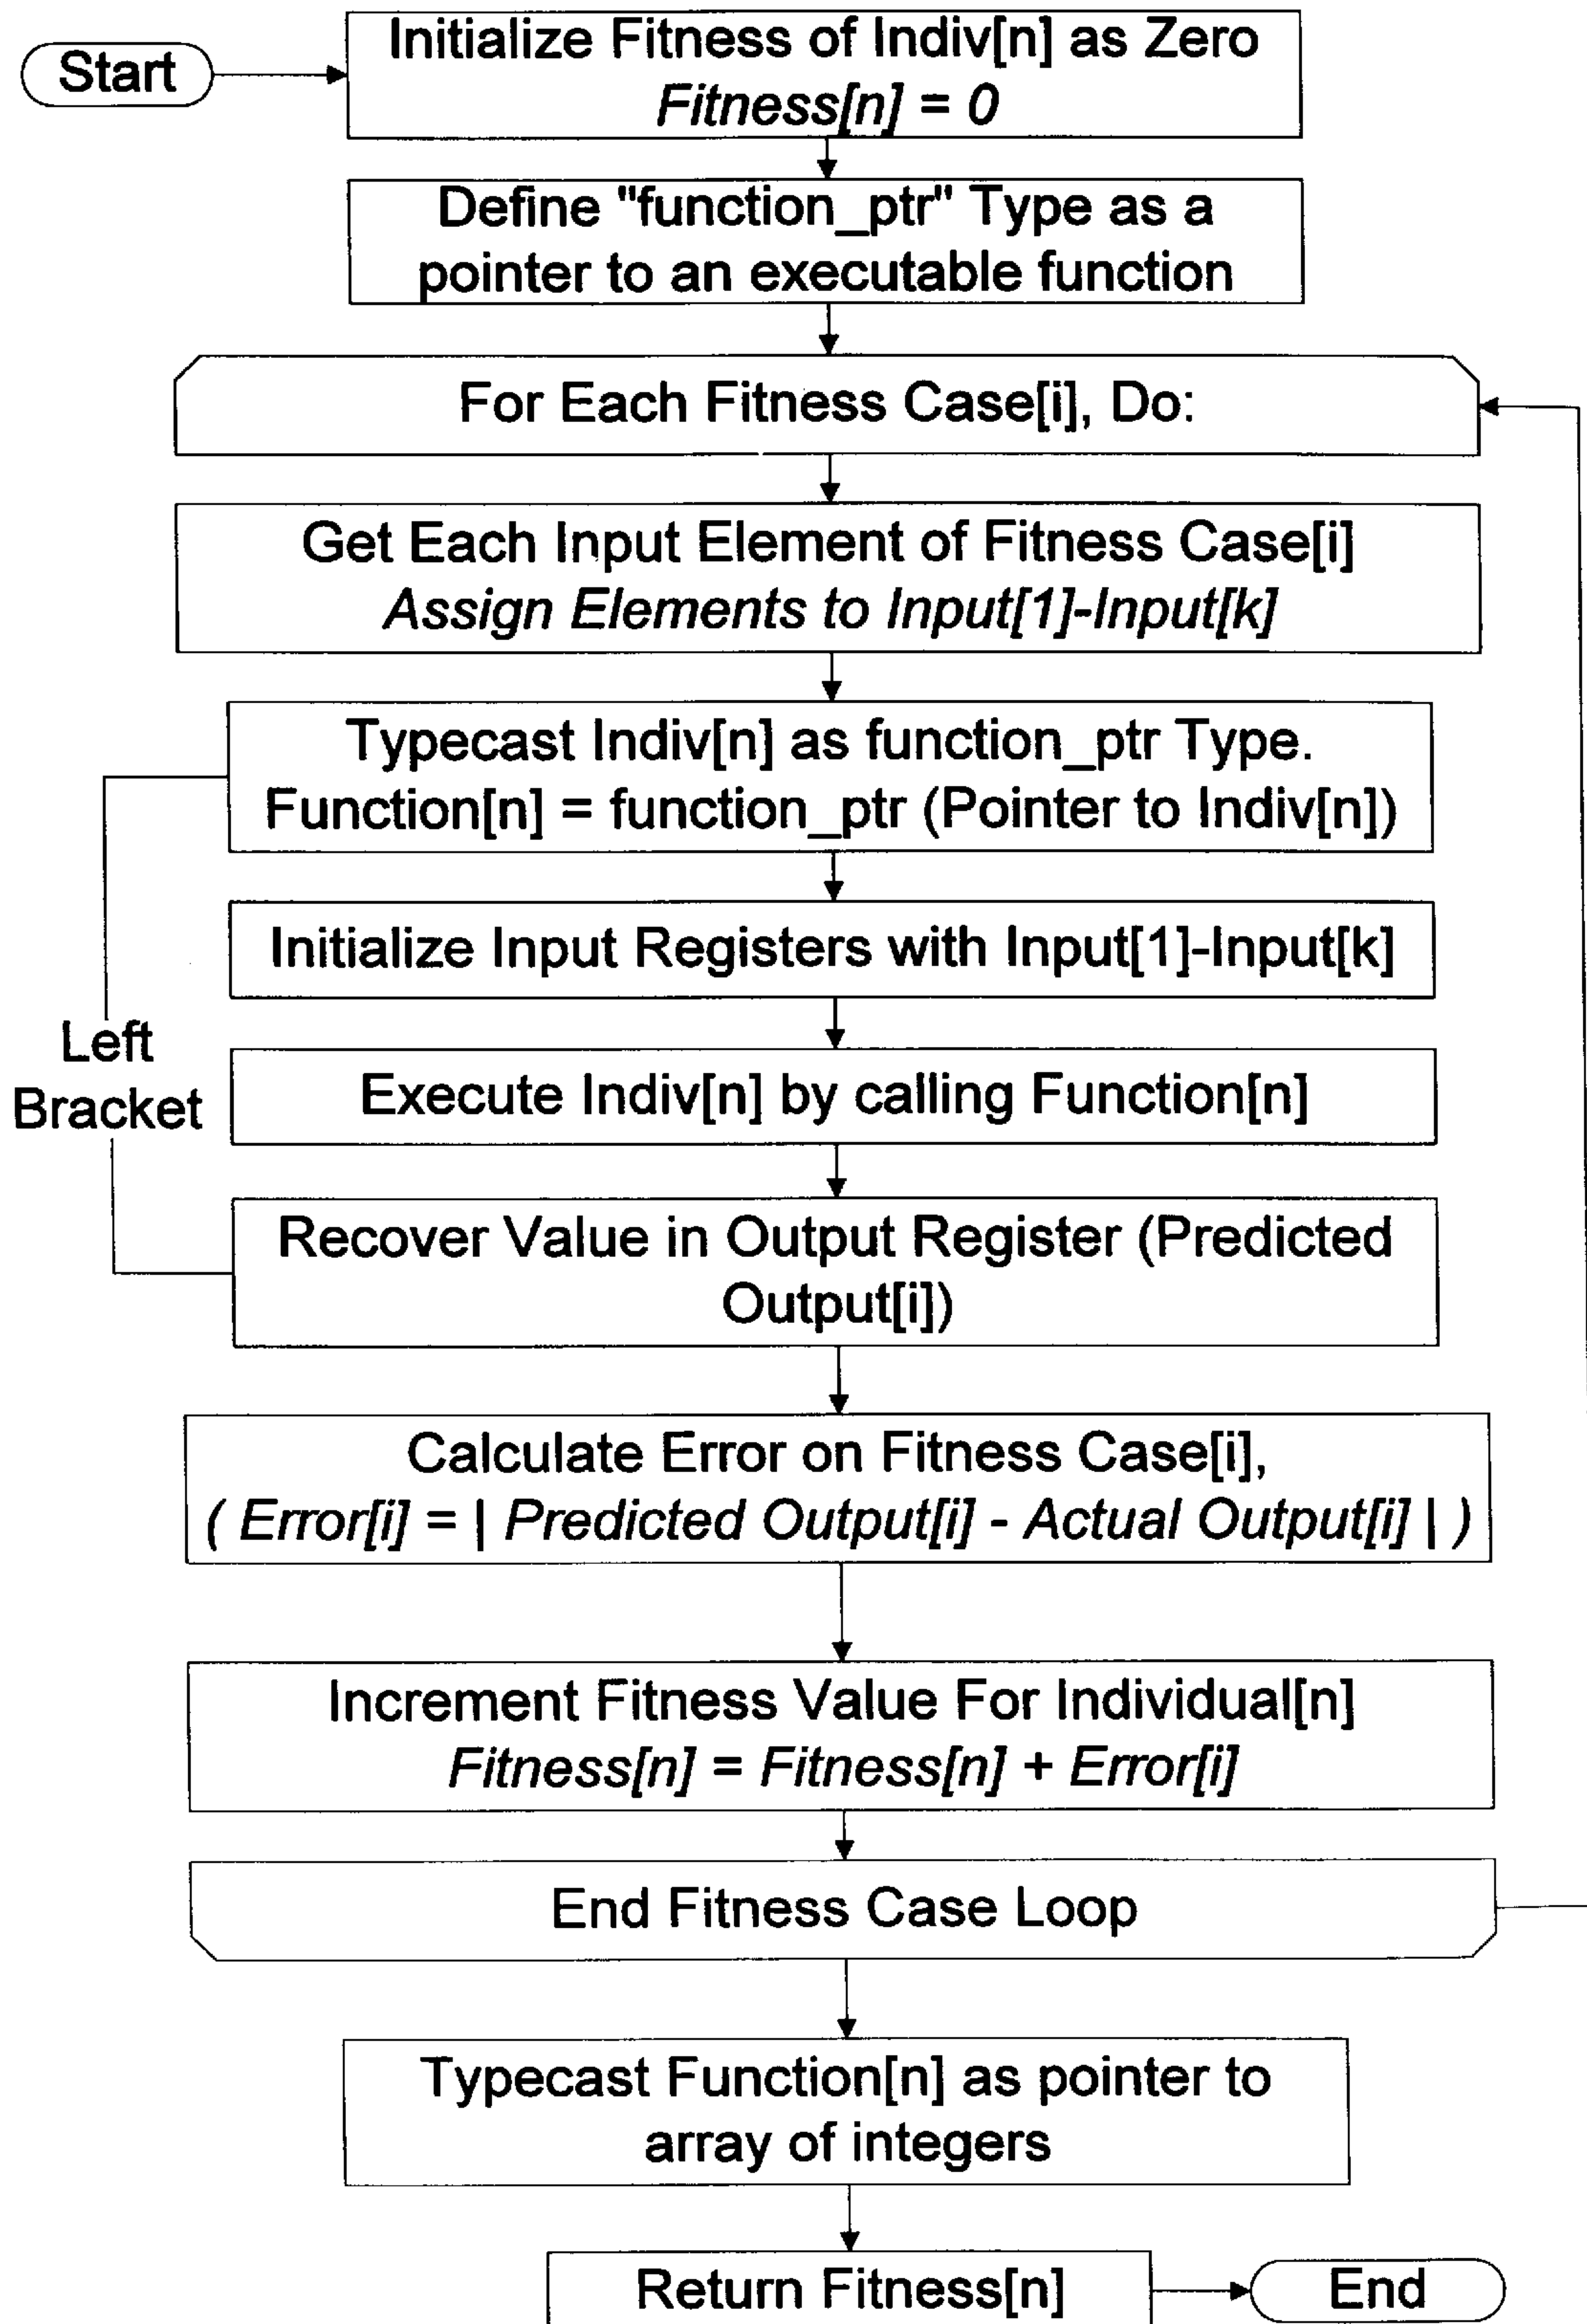 Start
Initialize Fitness of Indiv[n] as Zero
Fitness[n] = 0
Define "function_ptr" Type as a
pointer to an executable function
For Each Fitness Case[i], Do:
Get Each Input Element of Fitness Case[i]
Assign Elements to Input[1]-Input[k]
Typecast Indiv[n] as function_ptr Type.
Function[n] = function_ptr (Pointer to Indiv[n])
Initialize Input Registers with Input[1]-Input[k]
Left
Bracket
Execute Indiv[n] by calling Function[n]
Recover Value in Output Register (Predicted
Output[i])
Calculate Error on Fitness Case[i],
( Error[i] = | Predicted Output[i] - Actual Output[i] | )
Increment Fitness Value For Individual[n]
Fitness[n] = Fitness[n] + Error[i]
End Fitness Case Loop
Typecast Function[n] as pointer to
array of integers
Return Fitness[n]
End